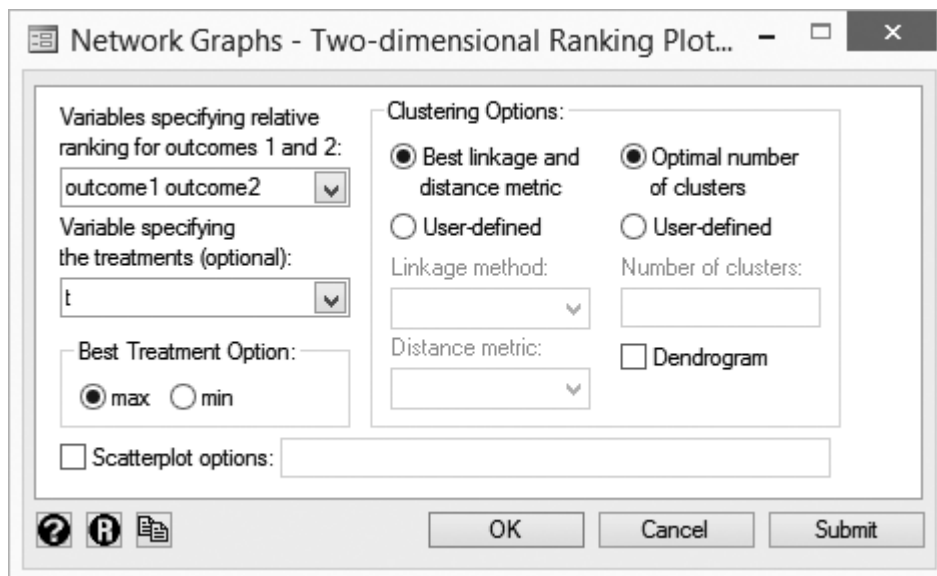 Network Graphs - Two-dimensional Ranking Plot...
Variables specifying relative
ranking for outcomes 1 and 2:
outcome1 outcome2
Variable specifying
the treatments (optional):
t
Best Treatment Option:
max
min
Clustering Options:
Best linkage and
distance metric
User-defined
Linkage method:
Distance metric:
Optimal number
of clusters
User-defined
Number of clusters:
Dendrogram
Scatterplot options:
? R
OK
Cancel
Submit